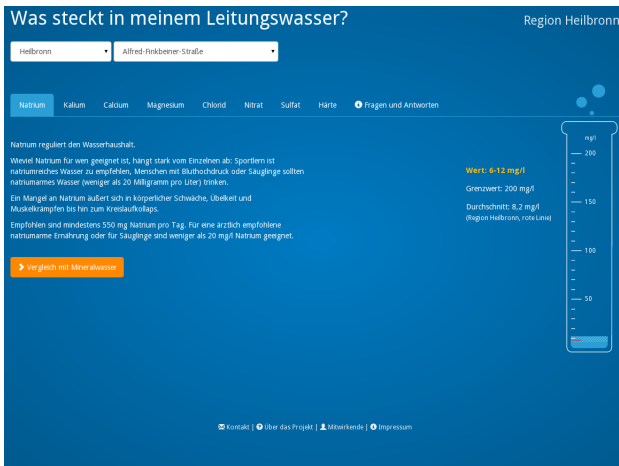 Was steckt in meinem Leitungswasser?
Region Heilbronn
Heilbronn
Alfred-Finkbeiner-Straße
Natrium Kalium Calcium Magnesium Chlorid Nitrat Sulfat Härte Fragen und Antworten
Natrium reguliert den Wasserhaushalt.
Wieviel Natrium für wen geeignet ist, hängt stark vom Einzelnen ab: Sportlern ist
natriumreiches Wasser zu empfehlen, Menschen mit Bluthochdruck oder Säuglinge sollten
natriumarmes Wasser (weniger als 20 Milligramm pro Liter) trinken.
Ein Mangel an Natrium äußert sich in körperlicher Schwäche, Übelkeit und
Muskelkrämpfen bis hin zum Kreislaufkollaps.
Empfohlen sind mindestens 550 mg Natrium pro Tag. Für eine ärztlich empfohlene
natriumarme Ernährung oder für Säuglinge sind weniger als 20 mg/l Natrium geeignet.
Vergleich mit Mineralwasser
Wert: 6-12 mg/l
Grenzwert: 200 mg/l
Durchschnitt: 8,2 mg/l
(Region Heilbronn, rote Linie)
mg/l
200
150
100
50
Kontakt | Über das Projekt | Mitwirkende | Impressum